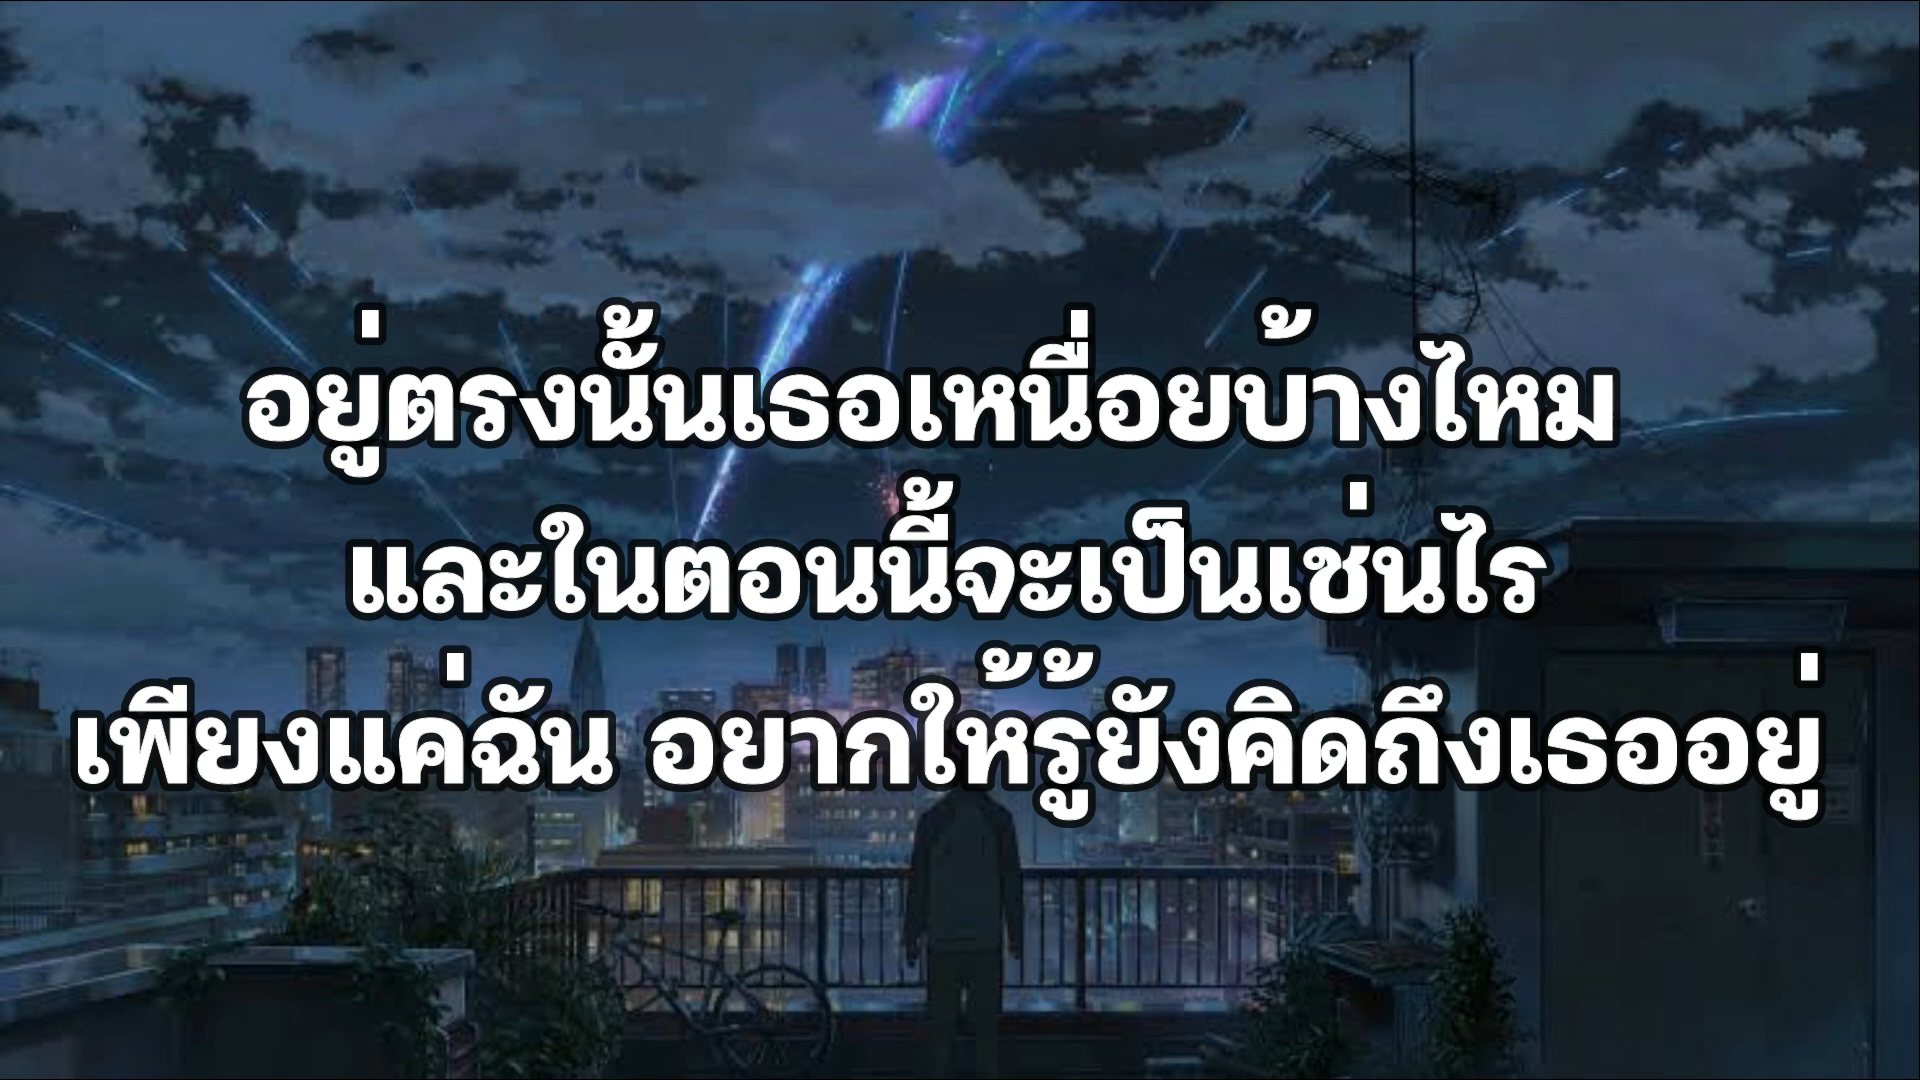 อยู่ตรงนั้นเธอเหนื่อยบ้างไหม
และในตอนนี้จะเป็นเช่นไร
เพียงแค่ฉัน อยากให้รู้ยังคิดถึงเธออยู่